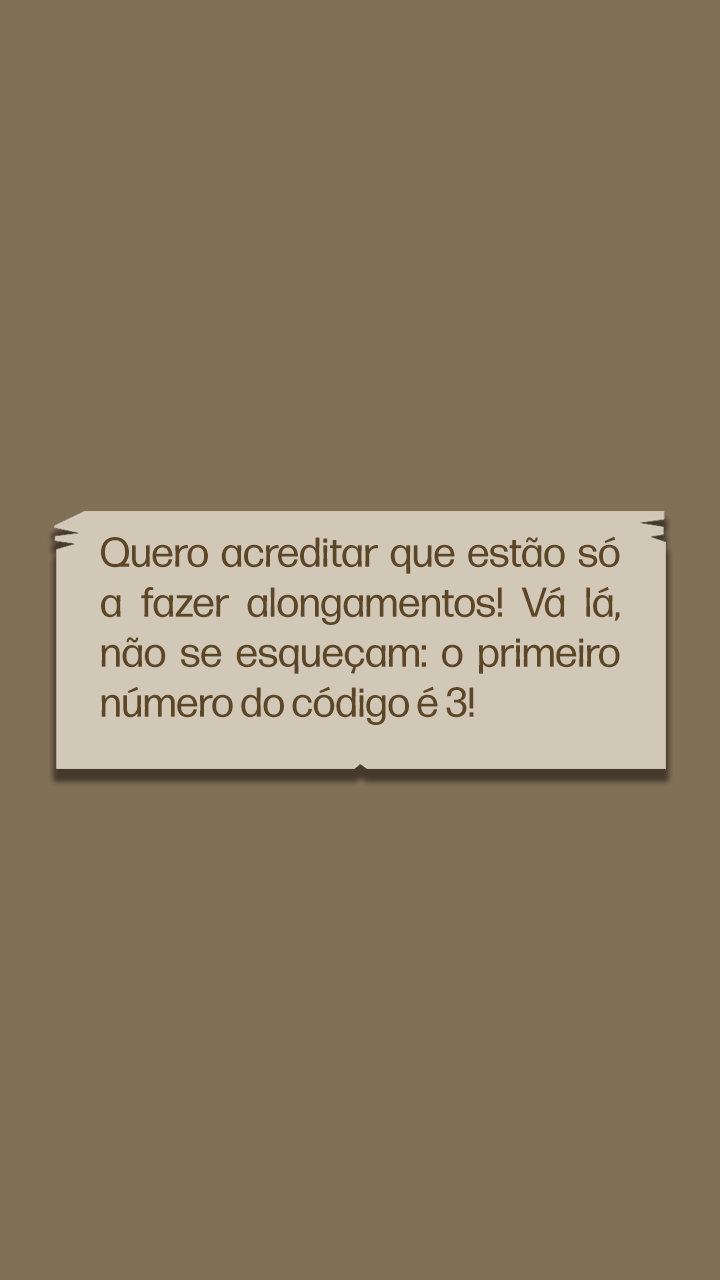 Quero acreditar que estão só
a fazer alongamentos! Vá lá,
não se esqueçam: o primeiro
número do código é 3!